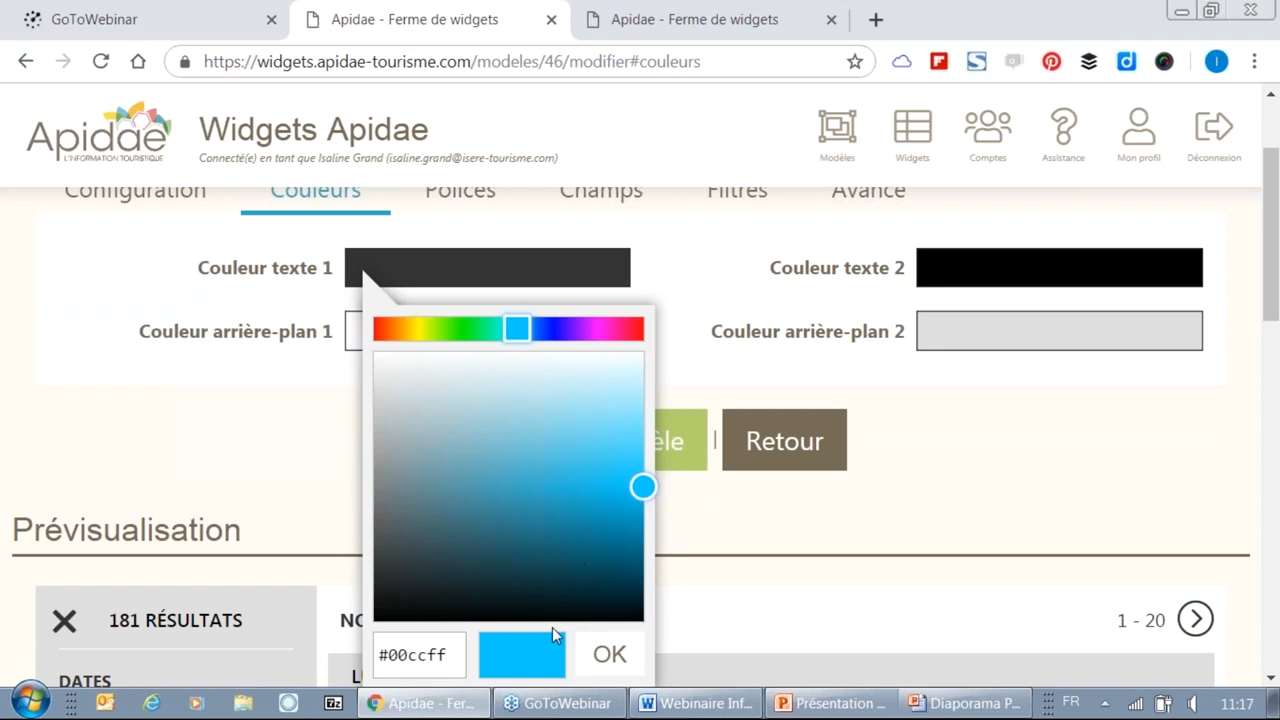 GoToWebinar
Apidae - Ferme de widgets
Apidae - Ferme de widgets
https://widgets.apidae-tourisme.com/modeles/46/modifier#couleurs
Apidae
L'INFORMATION TOURISTIQUE
Widgets Apidae
Connecté(e) en tant que Isaline Grand (isaline.grand@isere-tourisme.com)
Modèles
Widgets
Comptes
Assistance
Mon profil
Déconnexion
Configuration
Couleurs
Polices
Champs
Filtres
Avancé
Couleur texte 1
Couleur texte 2
Couleur arrière-plan 1
Couleur arrière-plan 2
èle
|
Retour
Prévisualisation
181 RÉSULTATS
NO
1 - 20
#00ccff
OK
DATES
Apidae - Fer...
GoToWebinar
Webinaire Inf...
Présentation ...
Diaporama P...
FR
11:17